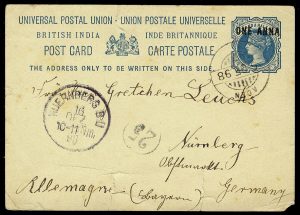 UNIVERSAL POSTAL UNION - UNION POSTALE UNIVERSELLE
BRITISH INDIA INDE BRITANNIQUE
POST CARD CARTE POSTALE
THE ADDRESS ONLY TO BE WRITTEN ON THIS SIDE.
ONE ANNA
Gretchen Leuchs
NUERNBERG
Nürnberg
Allemagne (Bayern) Germany